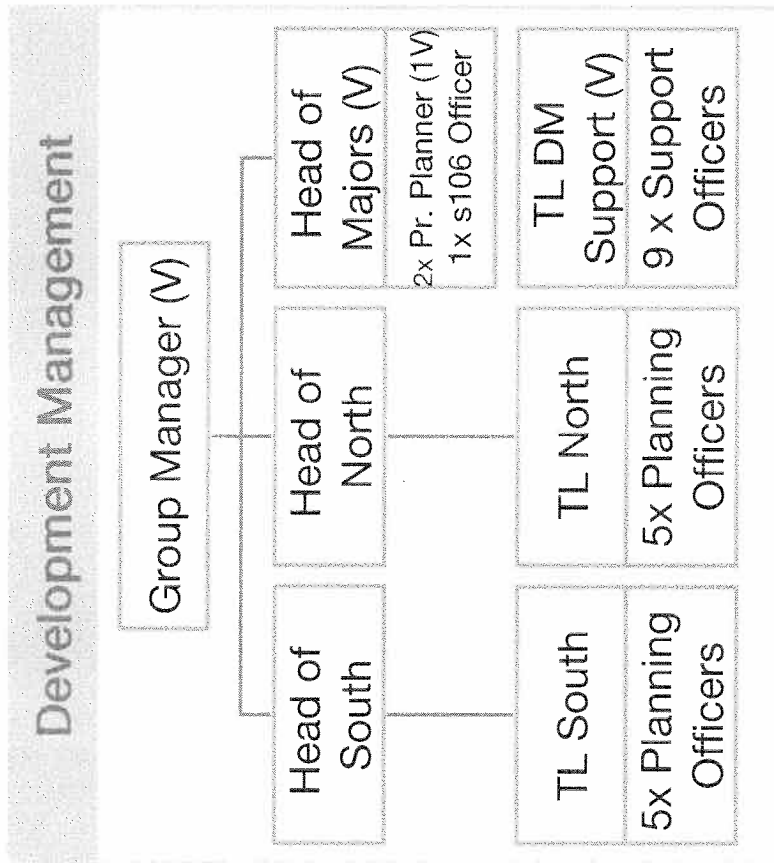 Development Management
Group Manager (V)
Head of
South
Head of
North
Head of
Majors (V)
2x Pr. Planner (1V)
1x s106 Officer
TL South
5x Planning
Officers
TL North
5x Planning
Officers
TL DM
Support (V)
9 x Support
Officers